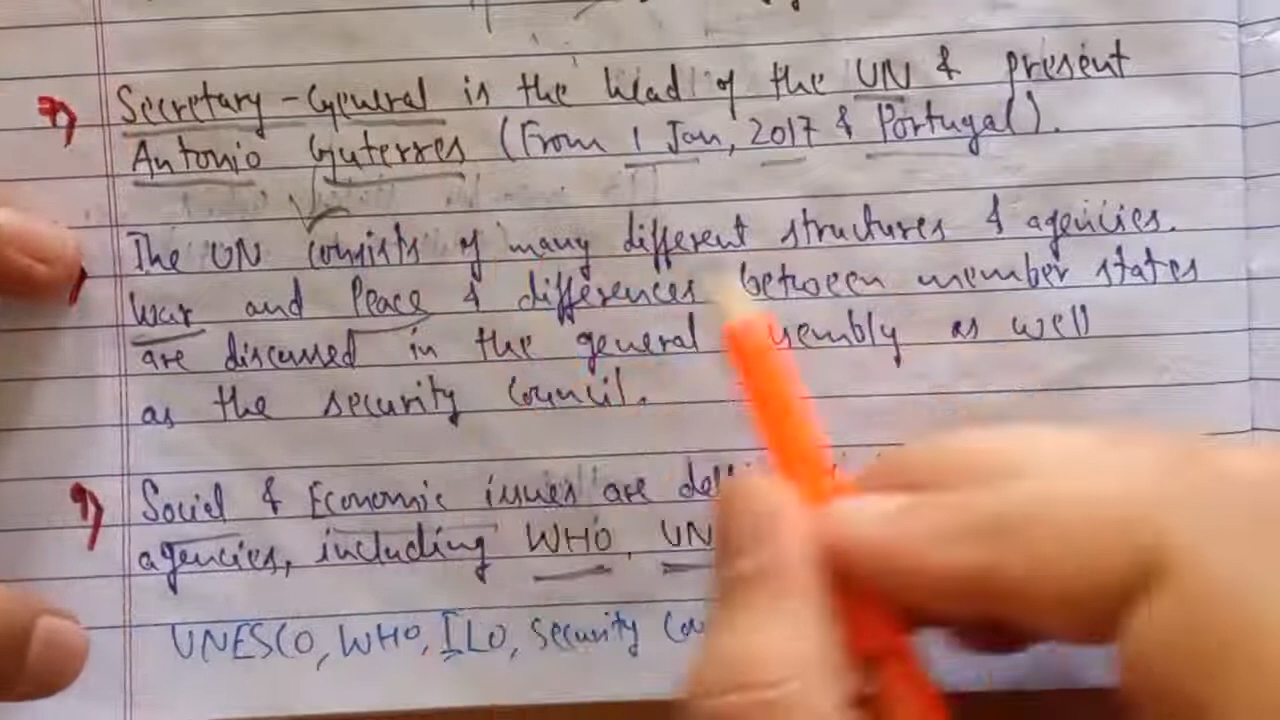 7) Secretary-General is the head of the UN & present
Antonio Guterres (From 1 Jan, 2017 & Portugal).
The UN consists of many different structures & agencies.
War and Peace & differences between member states
are discussed in the general as well
as the security council.
9) Social & Economic issues are
agencies, including WHO,
UNESCO, WHO, ILO, Security